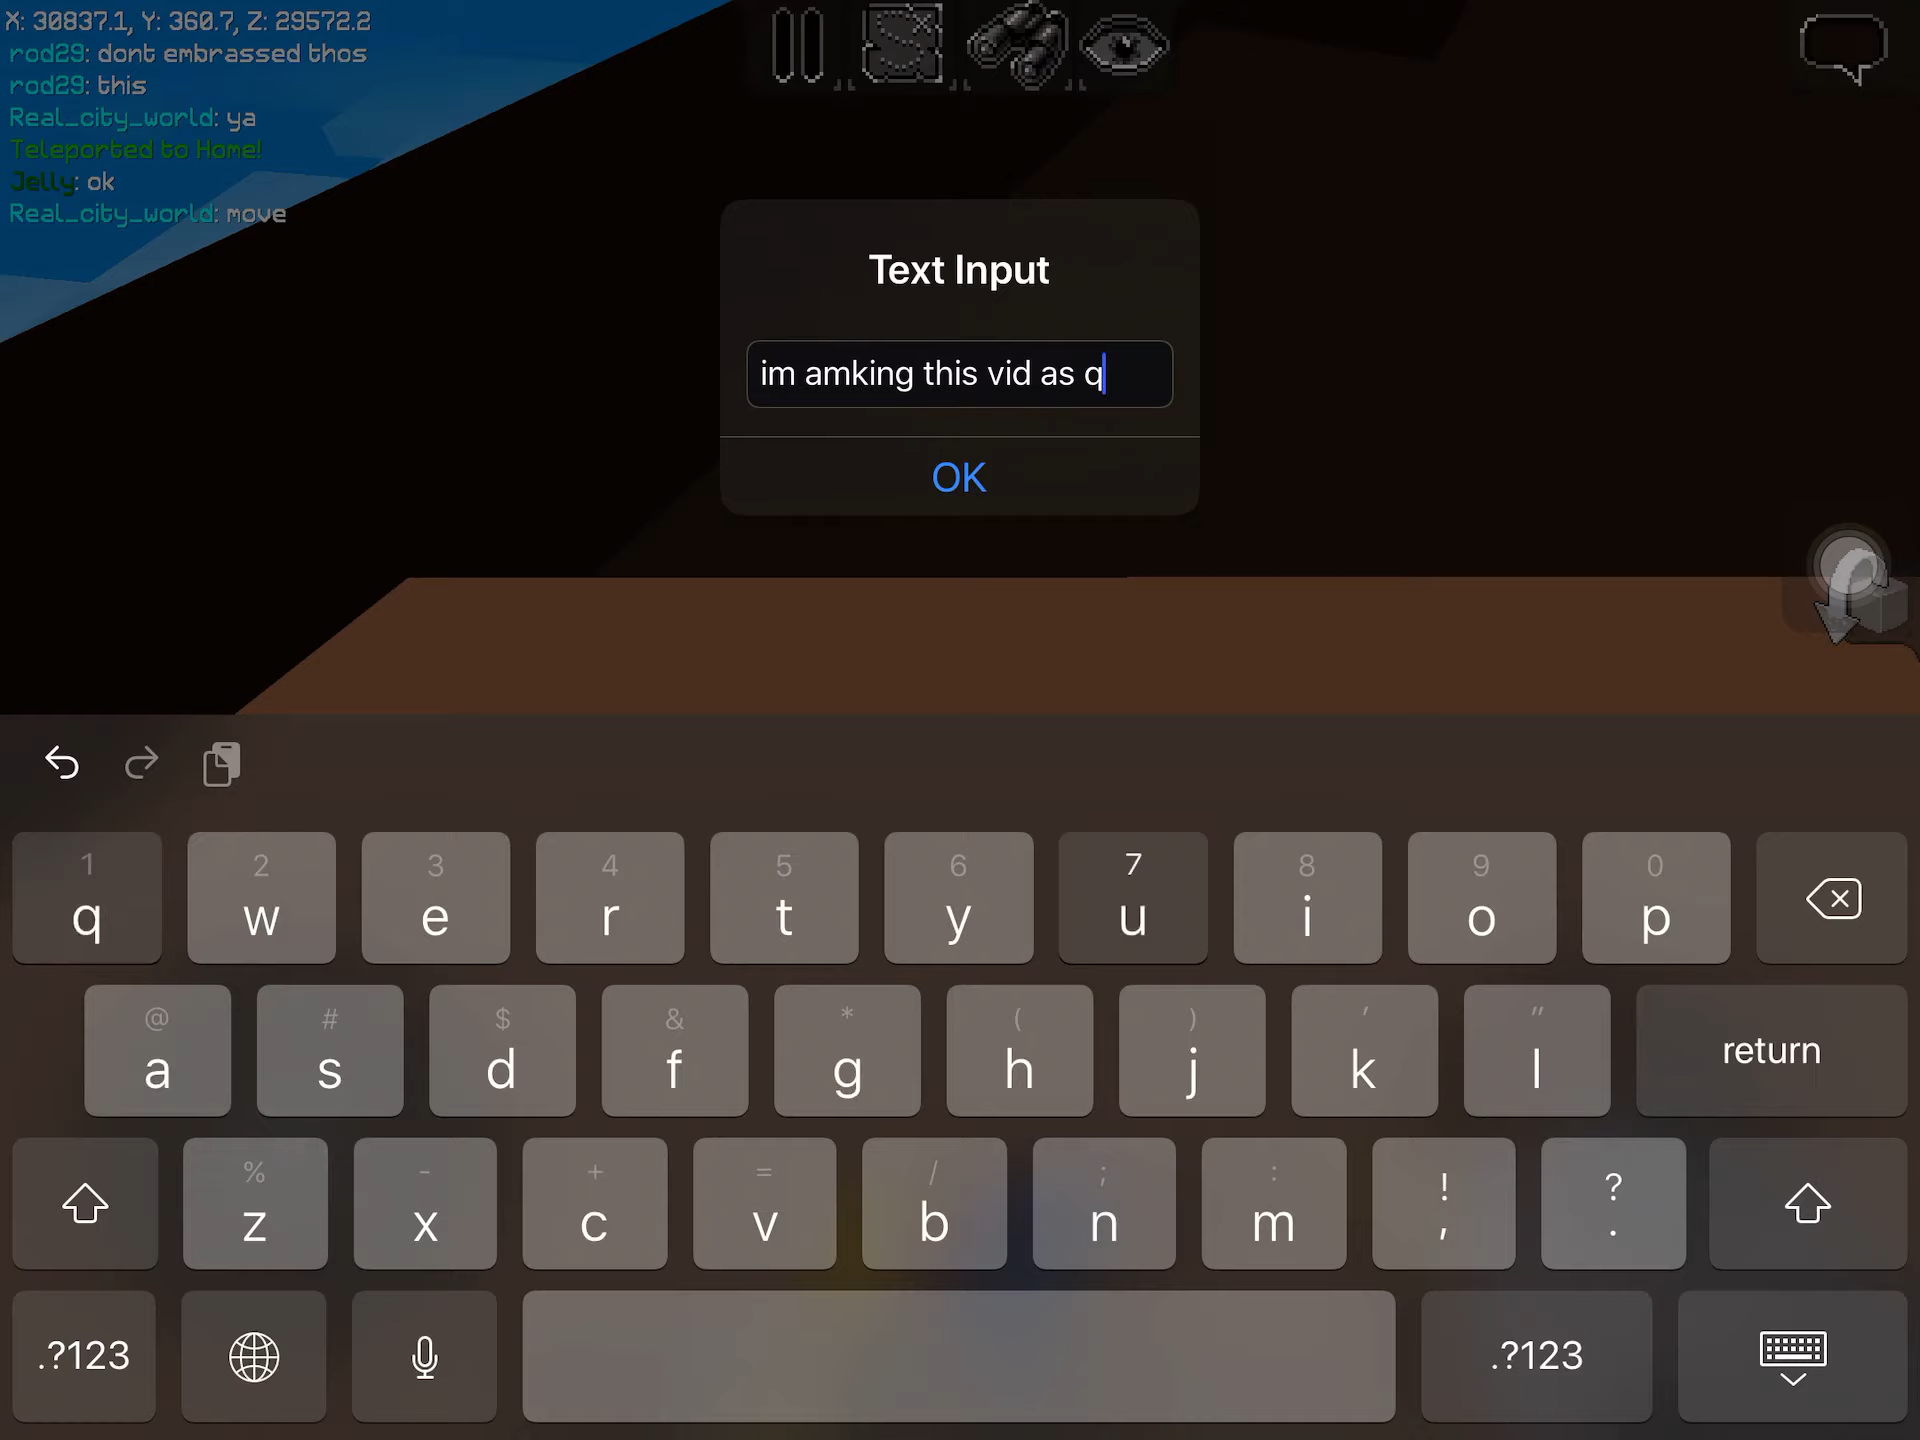 X: 30837.1, Y: 360.7, Z: 29572.2
rod29: dont embrassed thos
rod29: this
Real_city_world: ya
Teleported to Home!
Jelly: ok
Real_city_world: move
Text Input
im amking this vid as q
OK
1 2 3 4 5 6 7 8 9 0
q w e r t y u i o p
@ # $ & * ( ) ' "
a s d f g h j k l return
% - + = / ; : ! ?
z x c v b n m , .
.?123 .?123